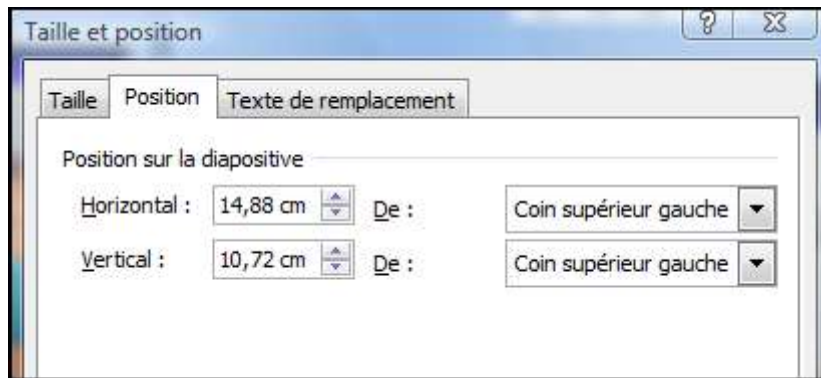 Taille et position
Taille Position Texte de remplacement
Position sur la diapositive
Horizontal : 14,88 cm De : Coin supérieur gauche
Vertical : 10,72 cm De : Coin supérieur gauche